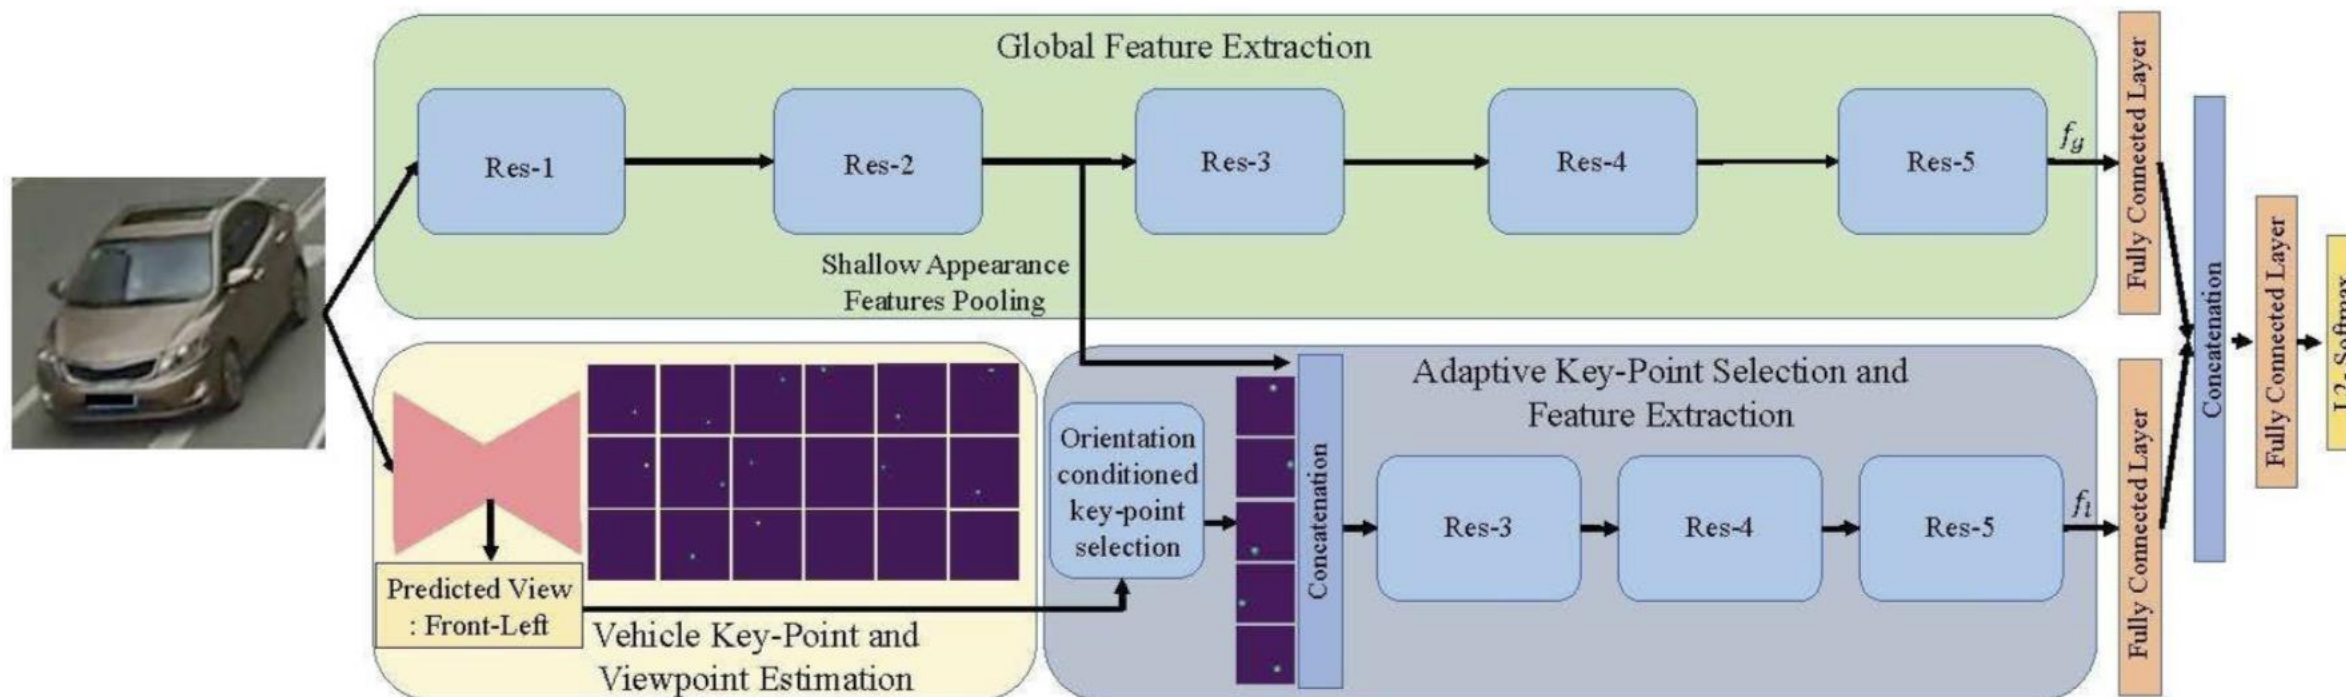 Global Feature Extraction
Res-1
Res-2
Res-3
Res-4
Res-5
f_g
Fully Connected Layer
Shallow Appearance
Features Pooling
Predicted View
: Front-Left
Vehicle Key-Point and
Viewpoint Estimation
Adaptive Key-Point Selection and
Feature Extraction
Orientation
conditioned
key-point
selection
Concatenation
Res-3
Res-4
Res-5
f_l
Fully Connected Layer
Concatenation
Fully Connected Layer
L2- Softmax